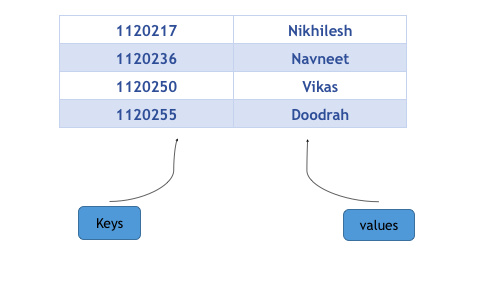 1120217 Nikhilesh
1120236 Navneet
1120250 Vikas
1120255 Doodrah
Keys values